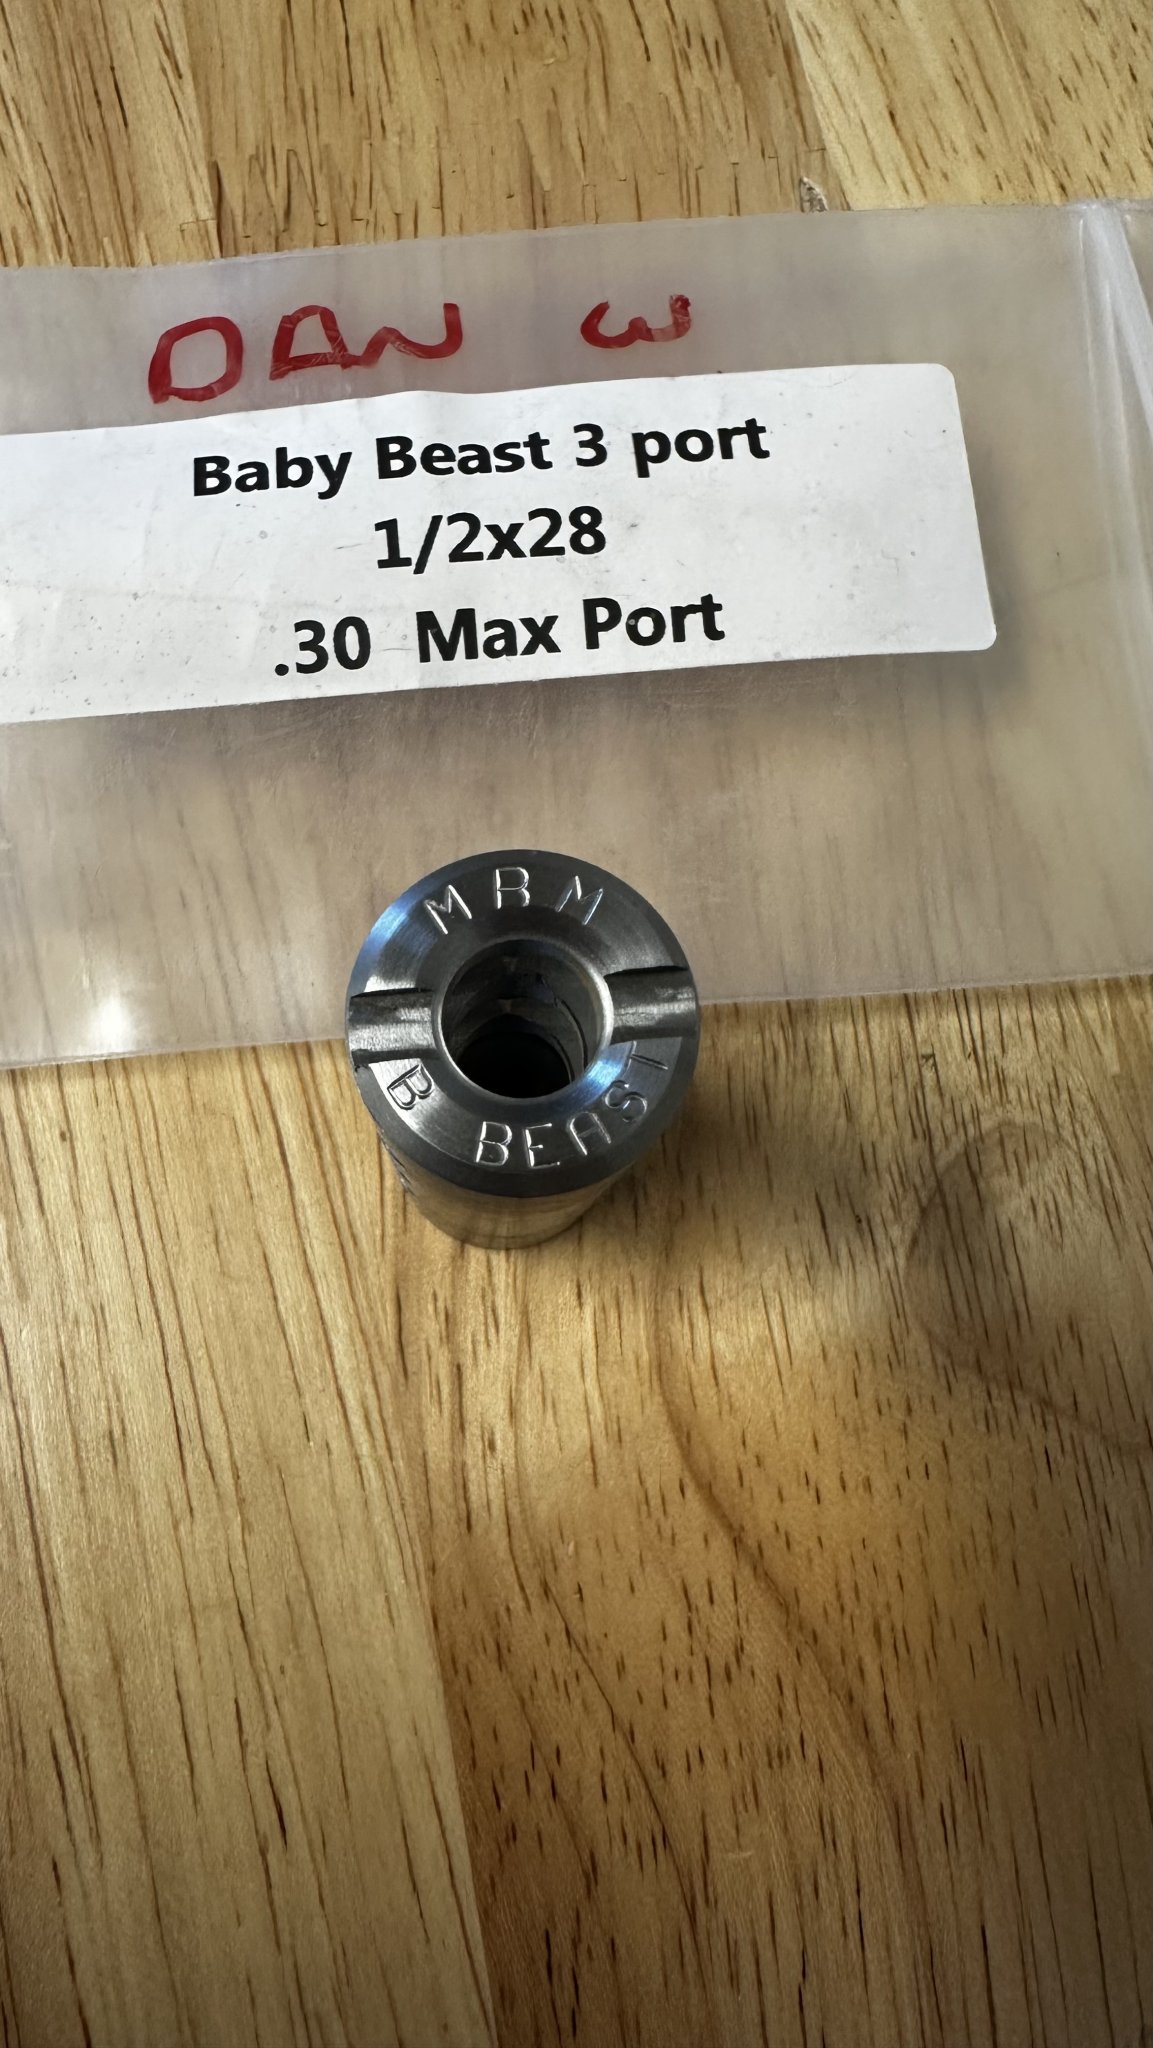 DAN W
Baby Beast 3 port
1/2x28
.30 Max Port
MBM
B BEAST